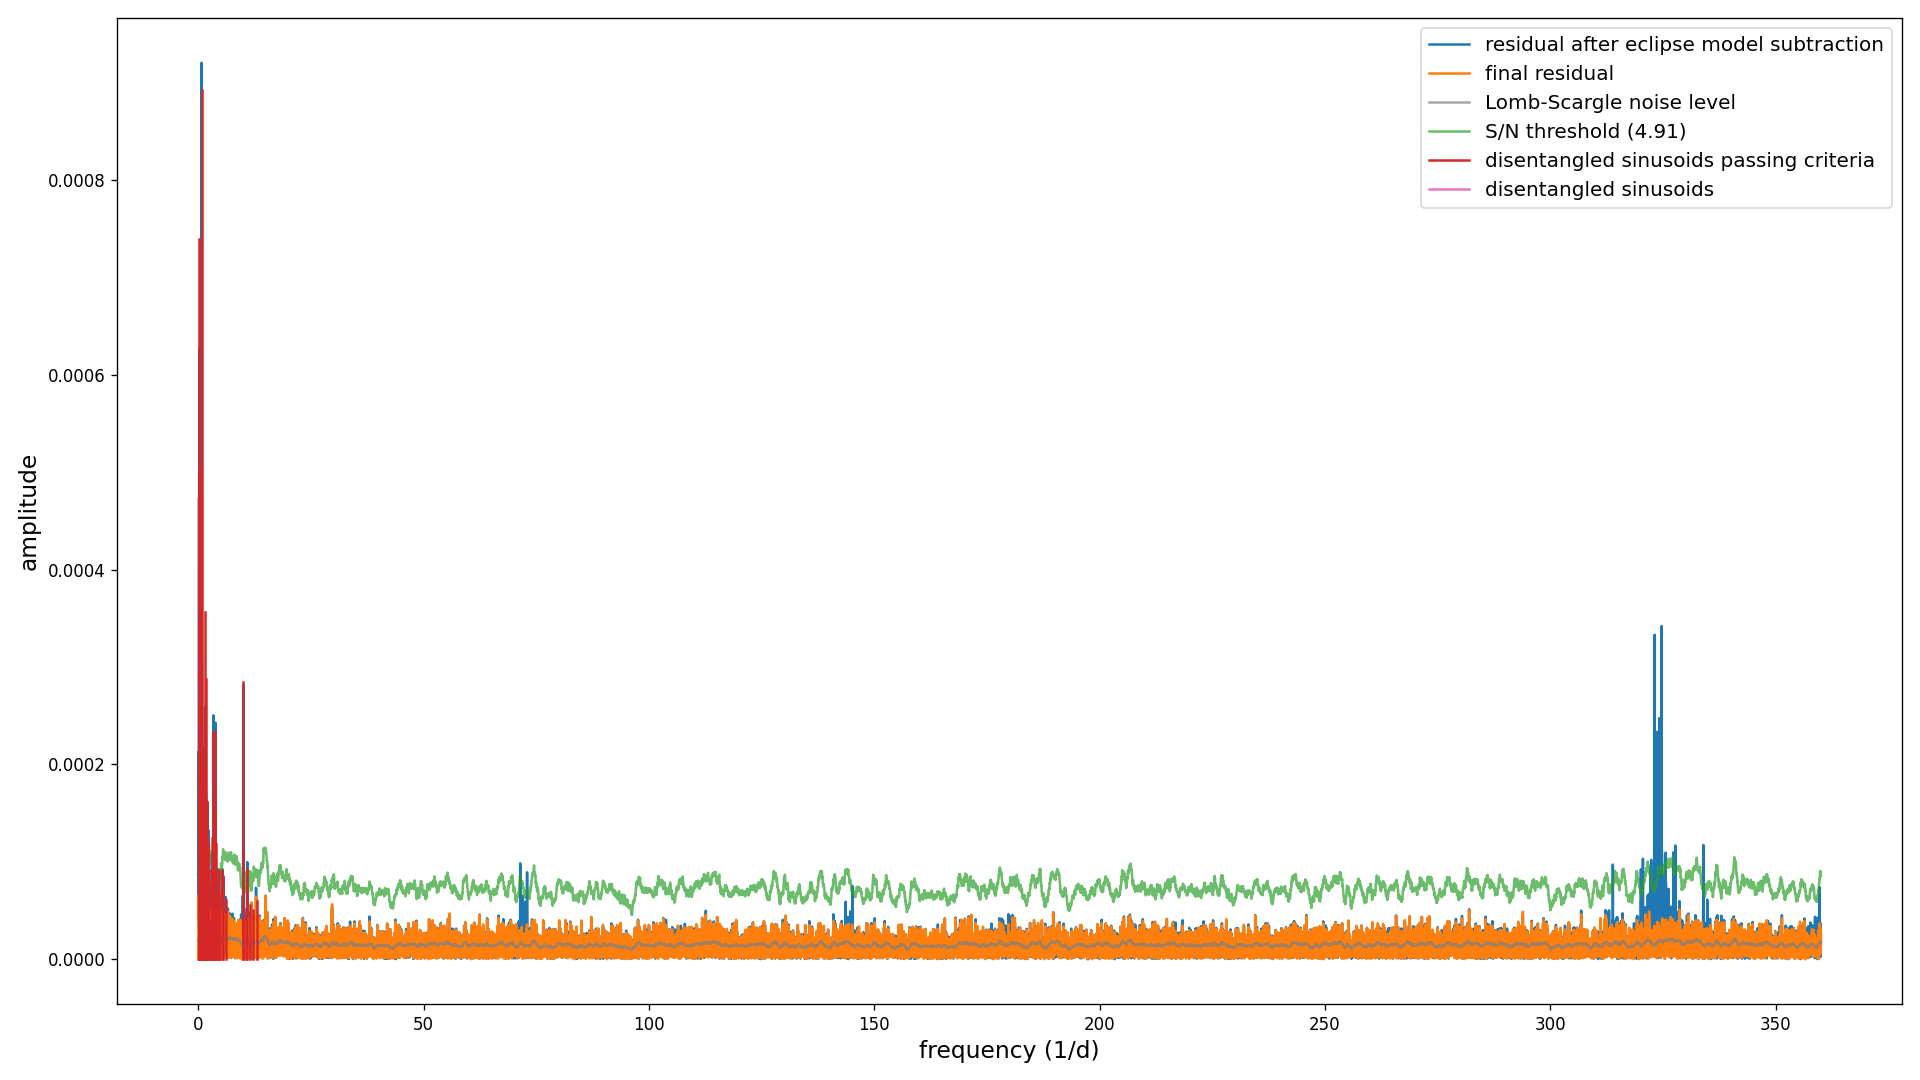 residual after eclipse model subtraction
final residual
Lomb-Scargle noise level
S/N threshold (4.91)
disentangled sinusoids passing criteria
disentangled sinusoids
amplitude
0.0008
0.0006
0.0004
0.0002
0.0000
0 50 100 150 200 250 300 350
frequency (1/d)